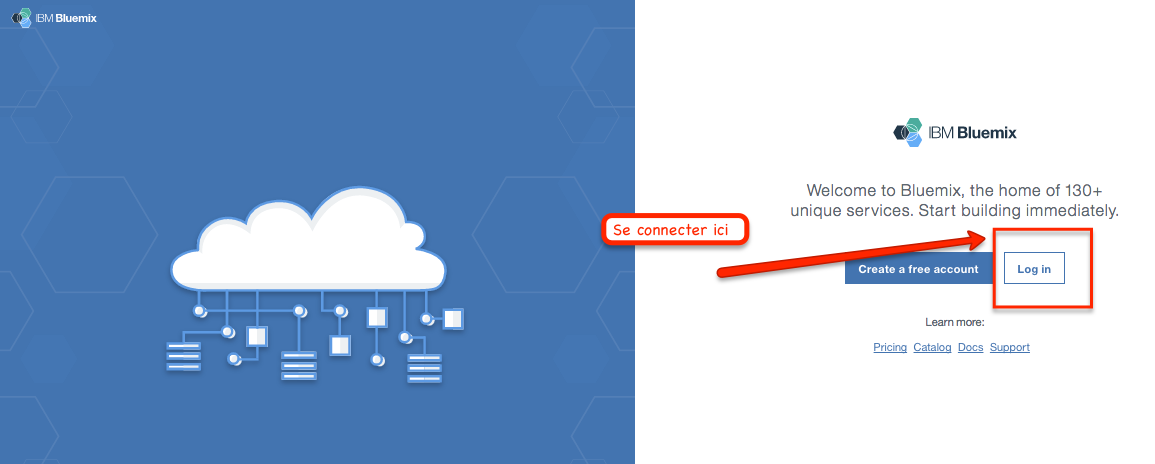 IBM Bluemix
IBM Bluemix
Welcome to Bluemix, the home of 130+
unique services. Start building immediately.
Se connecter ici
Create a free account
Log in
Learn more:
Pricing Catalog Docs Support